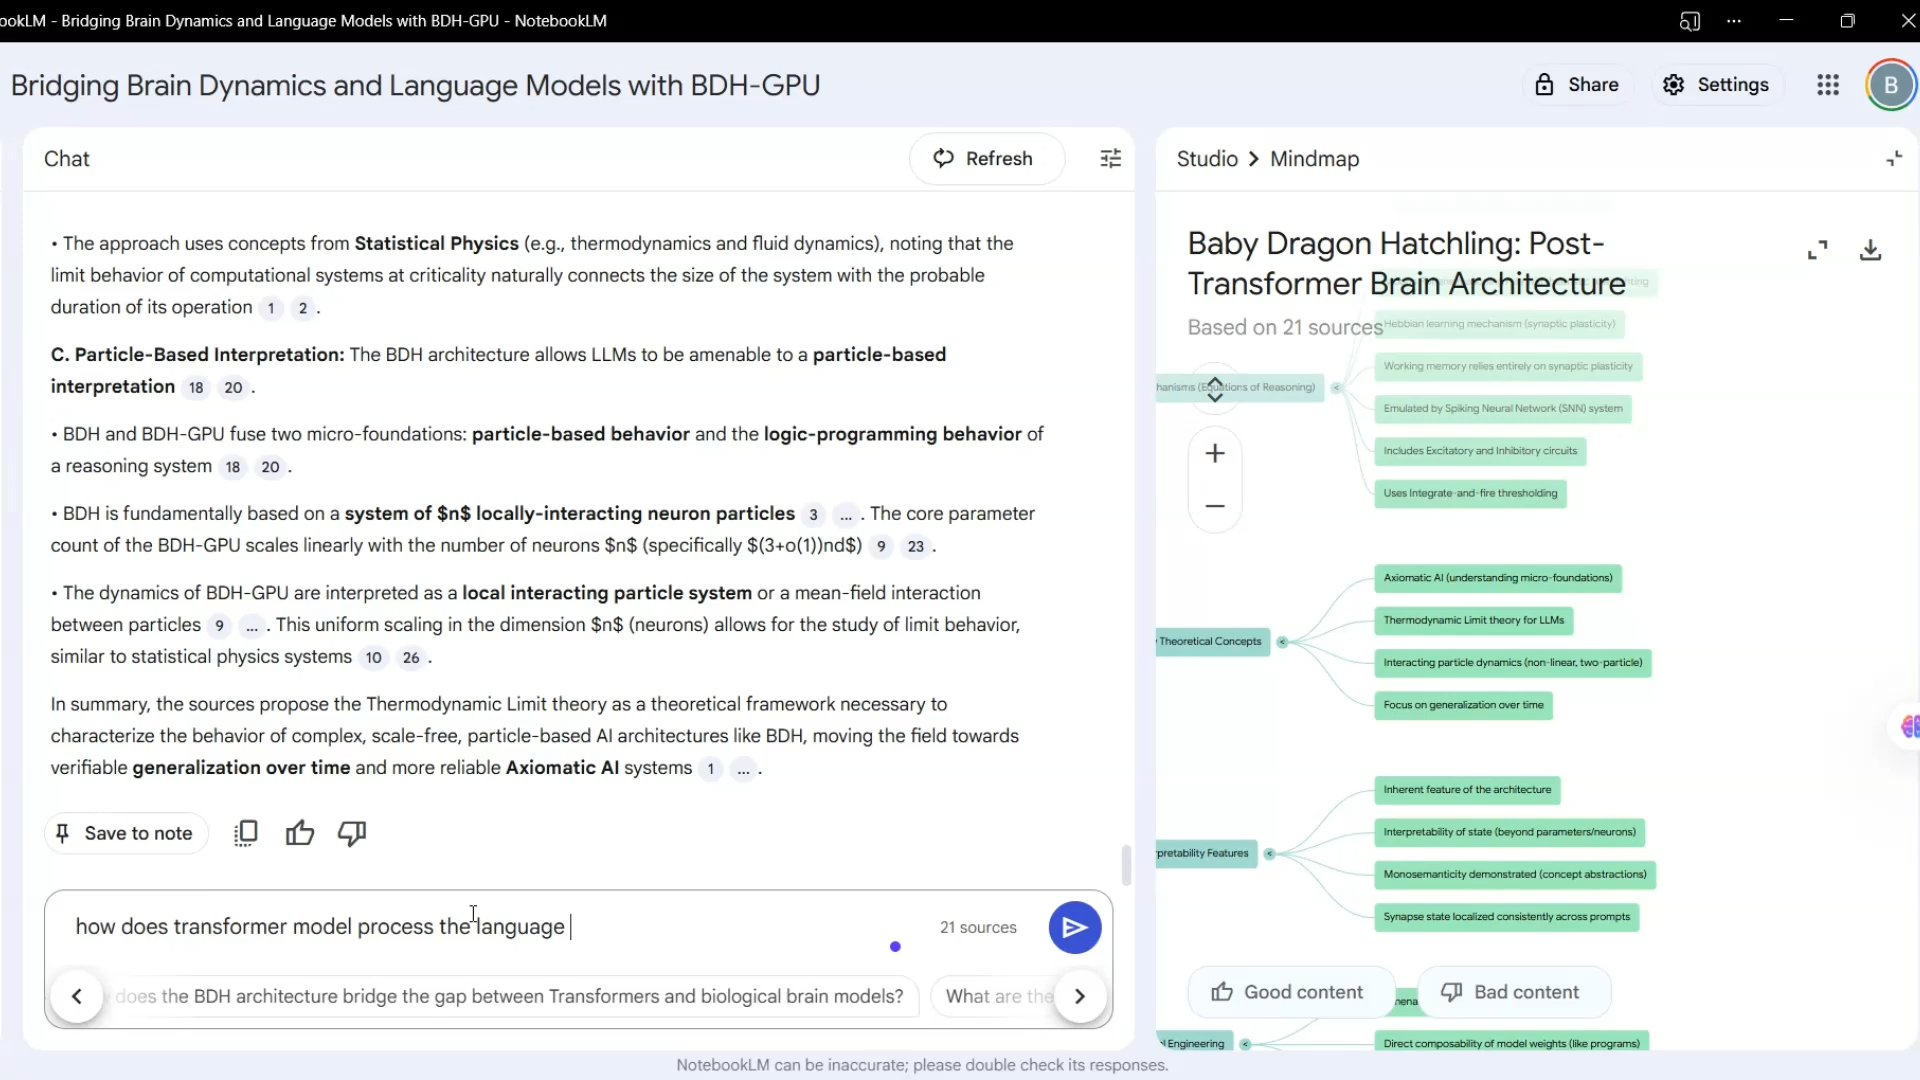 ookLM - Bridging Brain Dynamics and Language Models with BDH-GPU - NotebookLM
Bridging Brain Dynamics and Language Models with BDH-GPU
Share
Settings
B
Chat
Refresh
• The approach uses concepts from Statistical Physics (e.g., thermodynamics and fluid dynamics), noting that the
limit behavior of computational systems at criticality naturally connects the size of the system with the probable
duration of its operation 1 2 .
C. Particle-Based Interpretation: The BDH architecture allows LLMs to be amenable to a particle-based
interpretation 18 20 .
• BDH and BDH-GPU fuse two micro-foundations: particle-based behavior and the logic-programming behavior of
a reasoning system 18 20 .
• BDH is fundamentally based on a system of $n$ locally-interacting neuron particles 3 ... . The core parameter
count of the BDH-GPU scales linearly with the number of neurons $n$ (specifically $(3+o(1))nd$) 9 23 .
• The dynamics of BDH-GPU are interpreted as a local interacting particle system or a mean-field interaction
between particles 9 ... . This uniform scaling in the dimension $n$ (neurons) allows for the study of limit behavior,
similar to statistical physics systems 10 26 .
In summary, the sources propose the Thermodynamic Limit theory as a theoretical framework necessary to
characterize the behavior of complex, scale-free, particle-based AI architectures like BDH, moving the field towards
verifiable generalization over time and more reliable Axiomatic AI systems 1 ... .
Save to note
how does transformer model process the language
21 sources
does the BDH architecture bridge the gap between Transformers and biological brain models?
What are the
Studio > Mindmap
Baby Dragon Hatchling: Post-
Transformer Brain Architecture
Based on 21 sources
Hebbian learning mechanism (synaptic plasticity)
Working memory relies entirely on synaptic plasticity
hanisms (Equations of Reasoning)
Emulated by Spiking Neural Network (SNN) system
Includes Excitatory and Inhibitory circuits
Uses Integrate-and-fire thresholding
Axiomatic AI (understanding micro-foundations)
Thermodynamic Limit theory for LLMs
Theoretical Concepts
Interacting particle dynamics (non-linear, two-particle)
Focus on generalization over time
Inherent feature of the architecture
Interpretability of state (beyond parameters/neurons)
rpretability Features
Monosemanticity demonstrated (concept abstractions)
Synapse state localized consistently across prompts
Good content
Bad content
l Engineering
Direct composability of model weights (like programs)
NotebookLM can be inaccurate; please double check its responses.